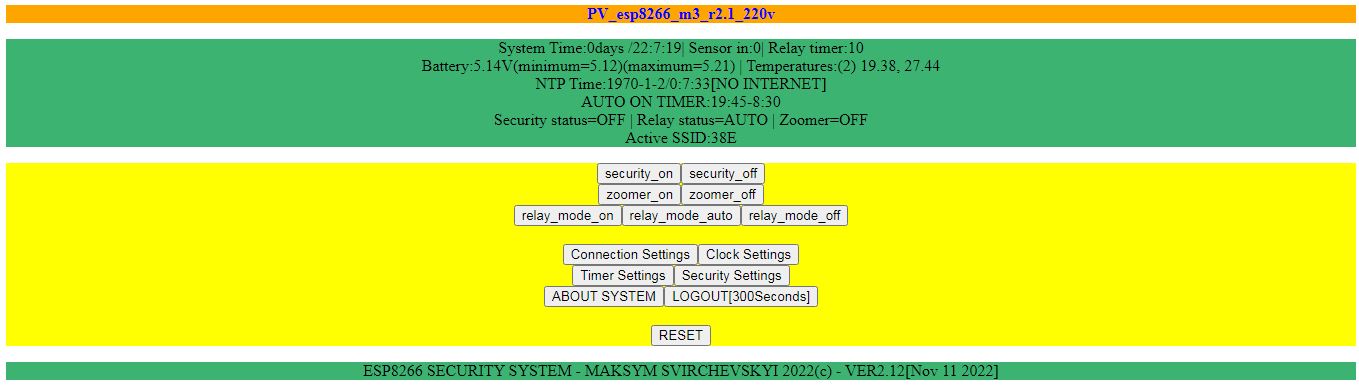 PV_esp8266_m3_r2.1_220v
System Time:0days /22:7:19| Sensor in:0| Relay timer:10
Battery:5.14V(minimum=5.12)(maximum=5.21) | Temperatures:(2) 19.38, 27.44
NTP Time:1970-1-2/0:7:33[NO INTERNET]
AUTO ON TIMER:19:45-8:30
Security status=OFF | Relay status=AUTO | Zoomer=OFF
Active SSID:38E
security_on security_off
zoomer_on zoomer_off
relay_mode_on relay_mode_auto relay_mode_off
Connection Settings Clock Settings
Timer Settings Security Settings
ABOUT SYSTEM LOGOUT[300Seconds]
RESET
ESP8266 SECURITY SYSTEM - MAKSYM SVIRCHEVSKYI 2022(c) - VER2.12[Nov 11 2022]